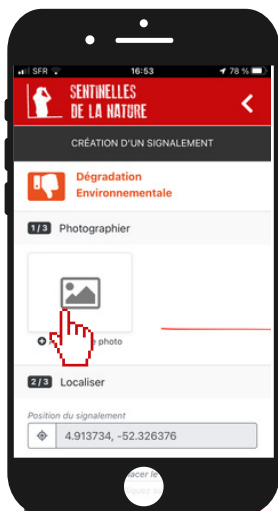 SFR 16:53 78 %
SENTINELLES
DE LA NATURE
CRÉATION D'UN SIGNALEMENT
Dégradation
Environnementale
1/3 Photographier
photo
2/3 Localiser
Position du signalement
4.913734, -52.326376